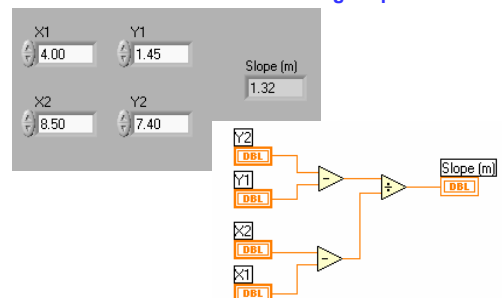 X1 Y1
4.00 1.45
Slope (m)
1.32
X2 Y2
8.50 7.40
Y2
DBL
Y1
DBL
X2
DBL
X1
DBL
Slope (m)
DBL